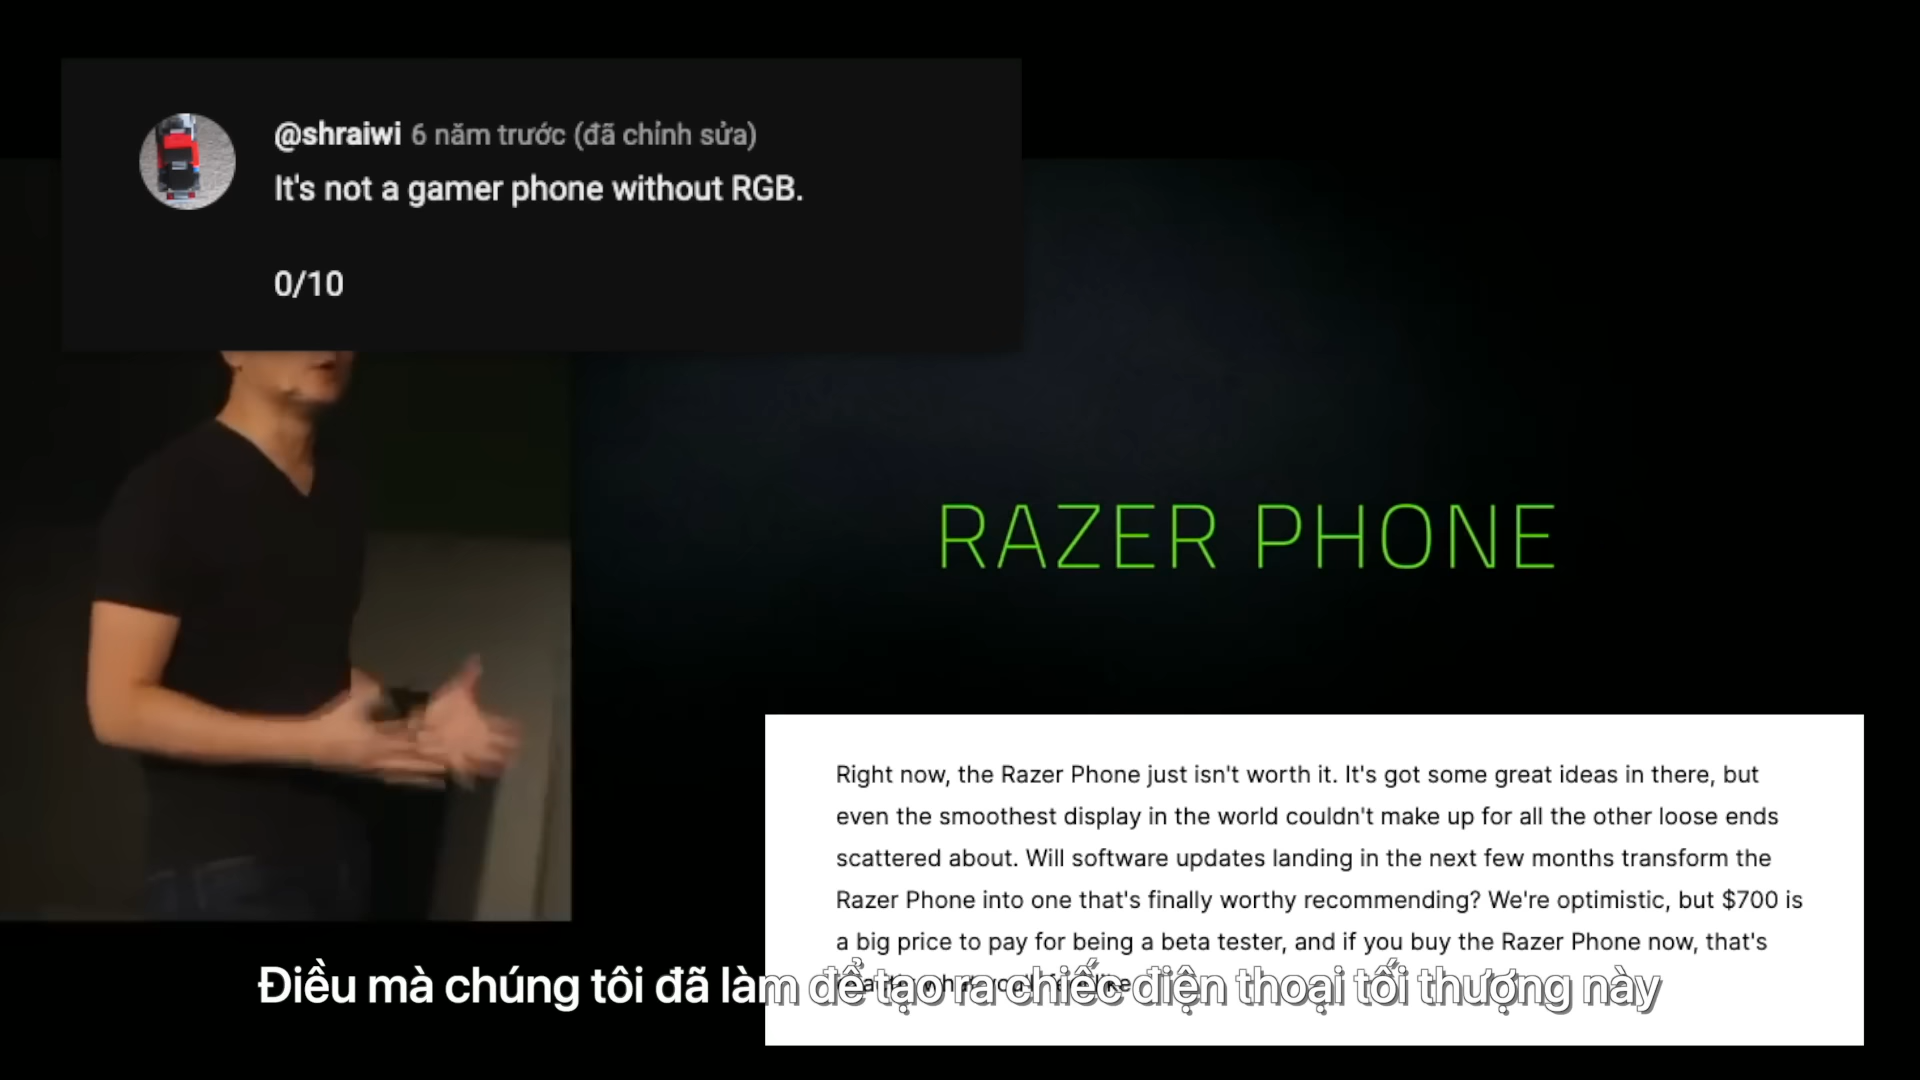 @shraiwi 6 năm trước (đã chỉnh sửa)
It's not a gamer phone without RGB.
0/10
RAZER PHONE
Right now, the Razer Phone just isn't worth it. It's got some great ideas in there, but
even the smoothest display in the world couldn't make up for all the other loose ends
scattered about. Will software updates landing in the next few months transform the
Razer Phone into one that's finally worthy recommending? We're optimistic, but $700 is
a big price to pay for being a beta tester, and if you buy the Razer Phone now, that's
Điều mà chúng tôi đã làm để tạo ra chiếc điện thoại tối thượng này